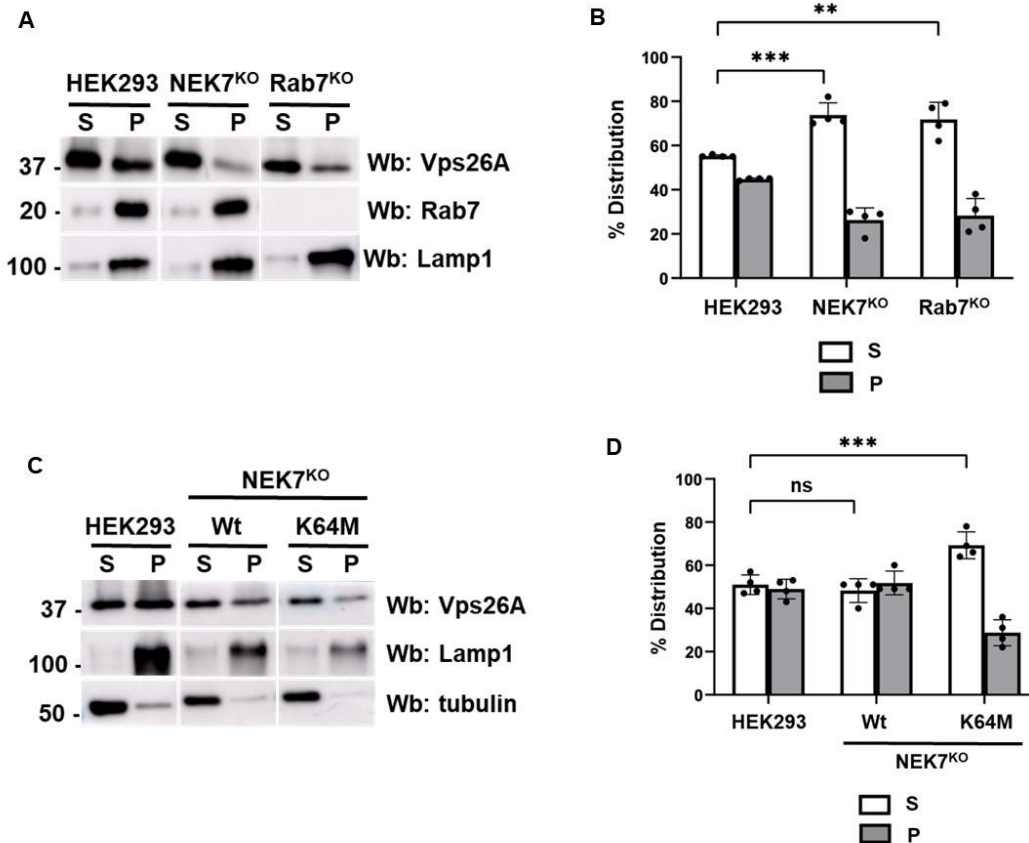 A
HEK293 NEK7KO Rab7KO
S P S P S P
37 - Wb: Vps26A
20 - Wb: Rab7
100 - Wb: Lamp1
B
**
***
100
80
60
40
20
0
% Distribution
HEK293 NEK7KO Rab7KO
S
P
C
NEK7KO
HEK293 Wt K64M
S P S P S P
37 - Wb: Vps26A
100 - Wb: Lamp1
50 - Wb: tubulin
D
***
ns
100
80
60
40
20
0
% Distribution
HEK293 Wt K64M
NEK7KO
S
P